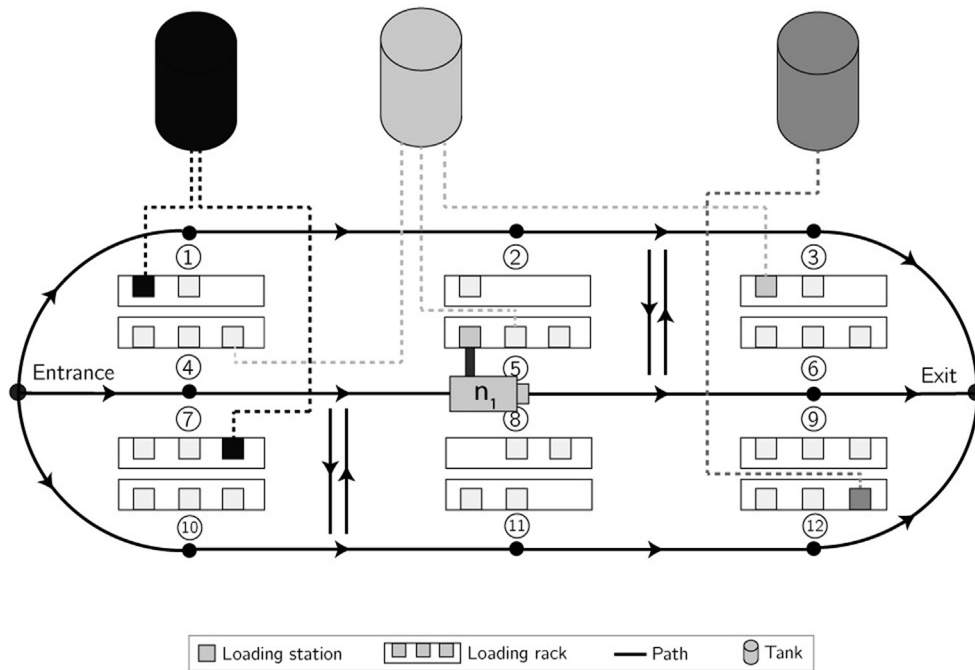 ① ② ③
④ ⑤ ⑥
Entrance n₁ Exit
⑦ ⑧ ⑨
⑩ ⑪ ⑫
Loading station Loading rack Path Tank